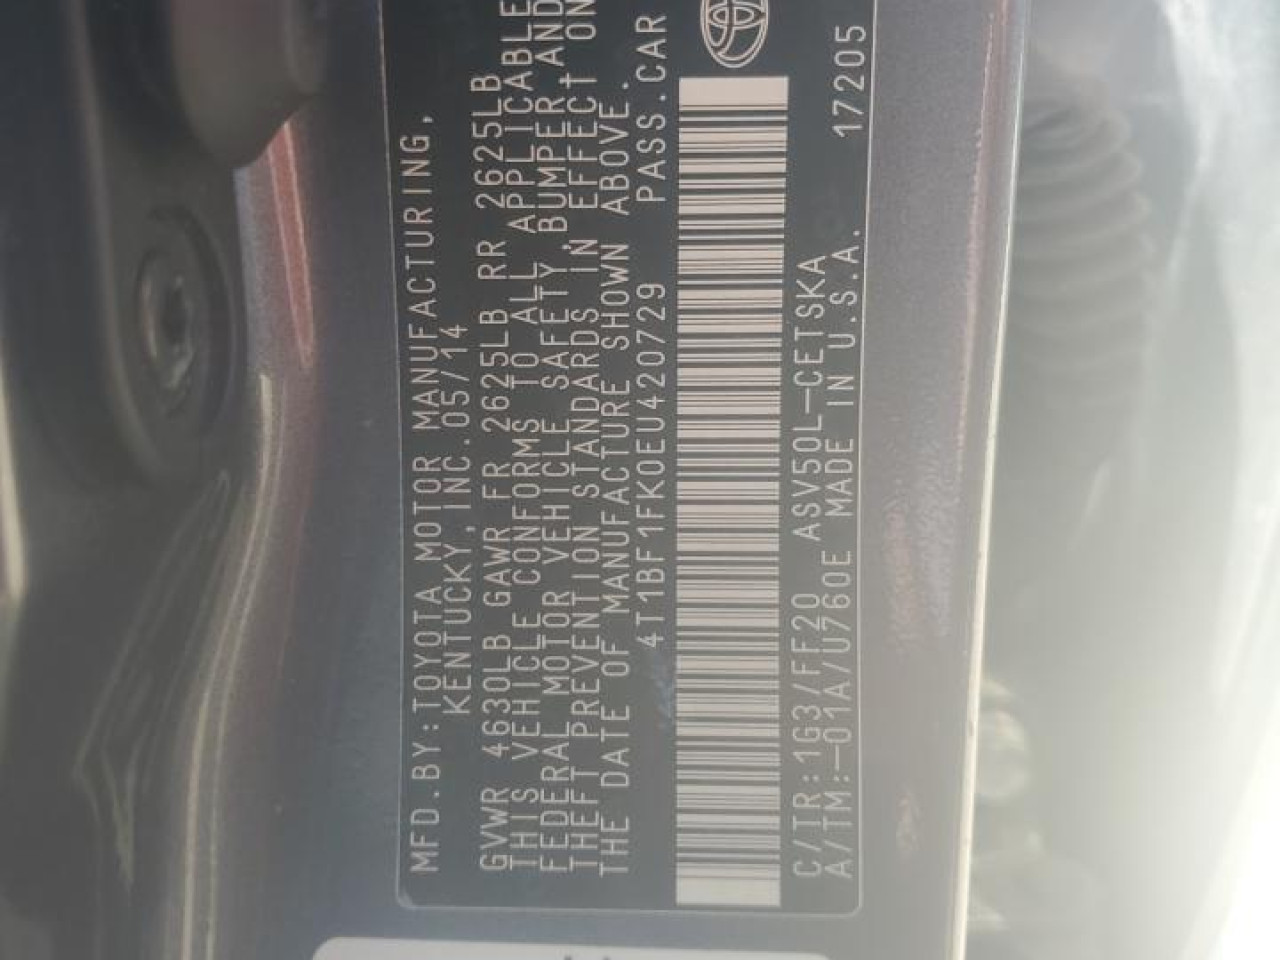 MFD.BY:TOYOTA MOTOR MANUFACTURING,
KENTUCKY,INC.05/14
GVWR 4630LB GAWR FR 2625LB RR 2625LB
THIS VEHICLE CONFORMS TO ALL APPLICABLE
FEDERAL MOTOR VEHICLE SAFETY,BUMPER,AND
THEFT PREVENTION STANDARDS IN EFFECT ON
THE DATE OF MANUFACTURE SHOWN ABOVE.
4T1BF1FK0EU420729 PASS.CAR
C/TR:1G3/FF20 ASV50L-CETSKA
A/TM:-01A/U760E MADE IN U.S.A. 17205